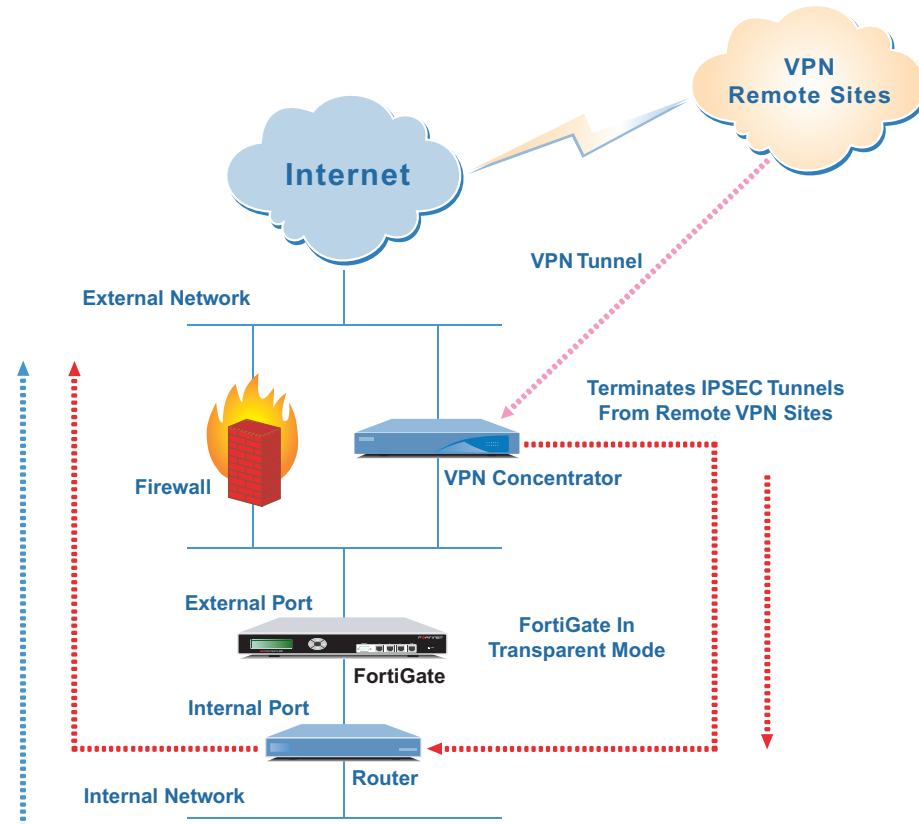 VPN
Remote Sites
Internet
VPN Tunnel
External Network
Terminates IPSEC Tunnels
From Remote VPN Sites
Firewall
VPN Concentrator
External Port
FORTINET
FortiGate In
Transparent Mode
FortiGate
Internal Port
Router
Internal Network